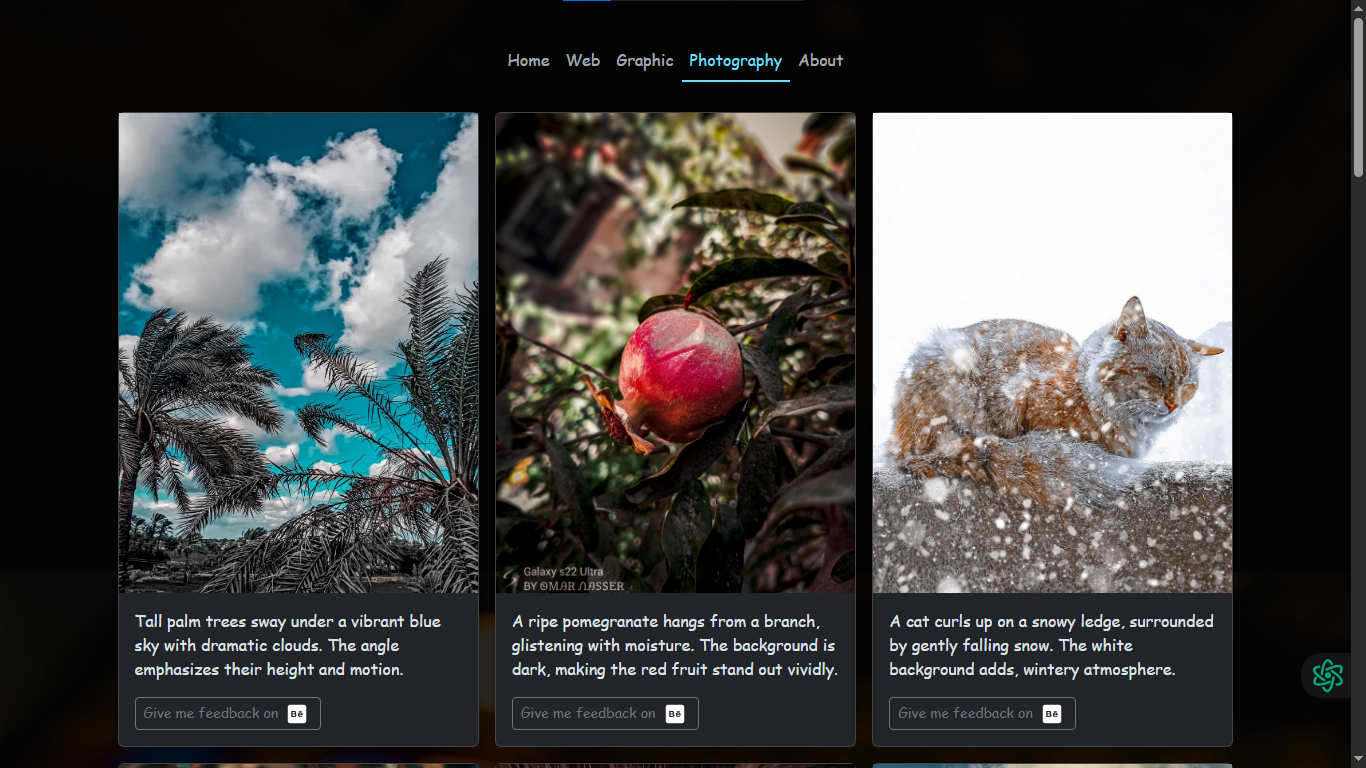 Home Web Graphic Photography About
Galaxy s22 Ultra
BY OMAR NASSER
Tall palm trees sway under a vibrant blue
sky with dramatic clouds. The angle
emphasizes their height and motion.
A ripe pomegranate hangs from a branch,
glistening with moisture. The background is
dark, making the red fruit stand out vividly.
A cat curls up on a snowy ledge, surrounded
by gently falling snow. The white
background adds, wintery atmosphere.
Give me feedback on Bē
Give me feedback on Bē
Give me feedback on Bē